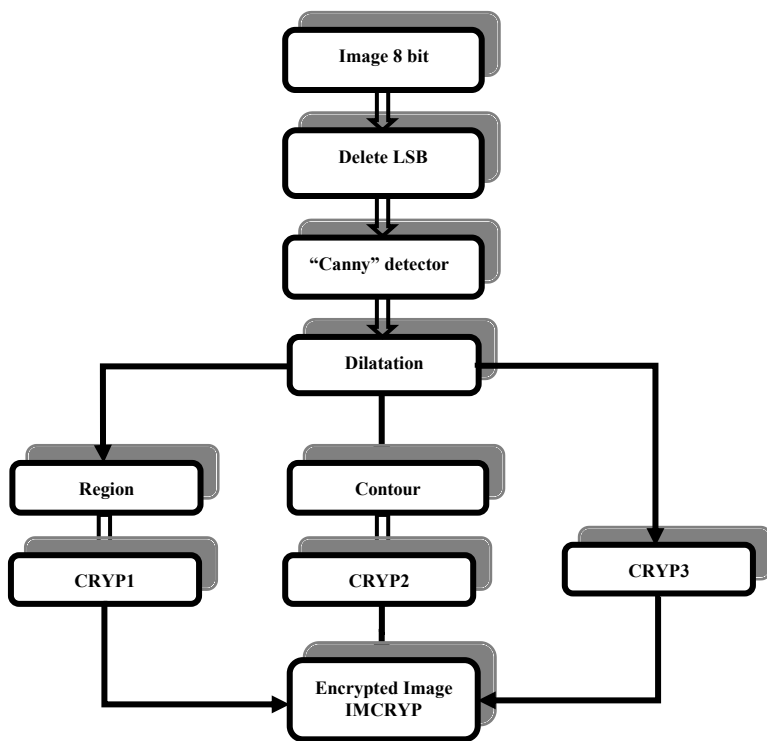 Image 8 bit
Delete LSB
“Canny” detector
Dilatation
Region
Contour
CRYP1
CRYP2
CRYP3
Encrypted Image
IMCRYP